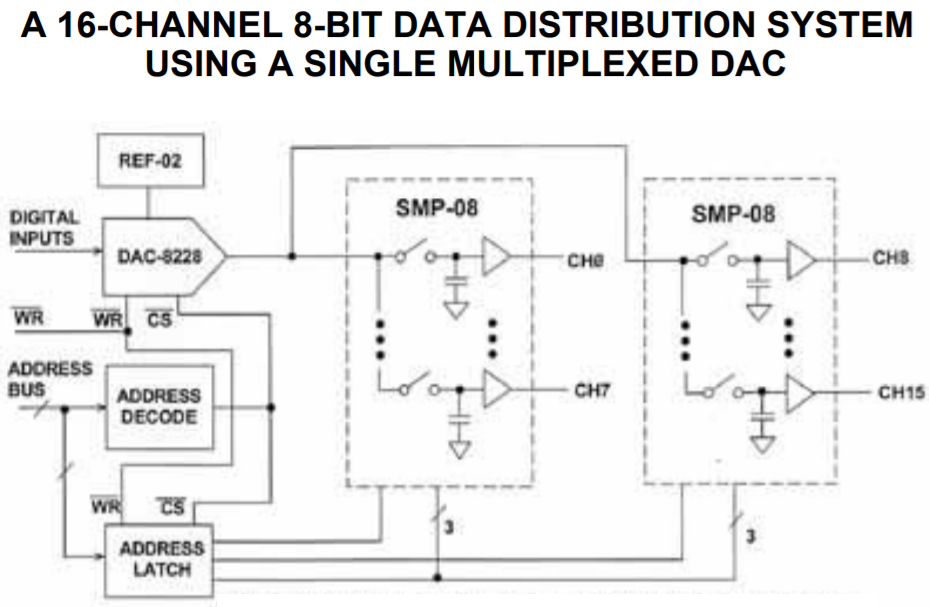 A 16-CHANNEL 8-BIT DATA DISTRIBUTION SYSTEM
USING A SINGLE MULTIPLEXED DAC
REF-02
SMP-08
SMP-08
DIGITAL
INPUTS
DAC-8228
CH0
CH8
WR
WR
CS
ADDRESS
BUS
ADDRESS
DECODE
CH7
CH15
WR
CS
3
3
ADDRESS
LATCH